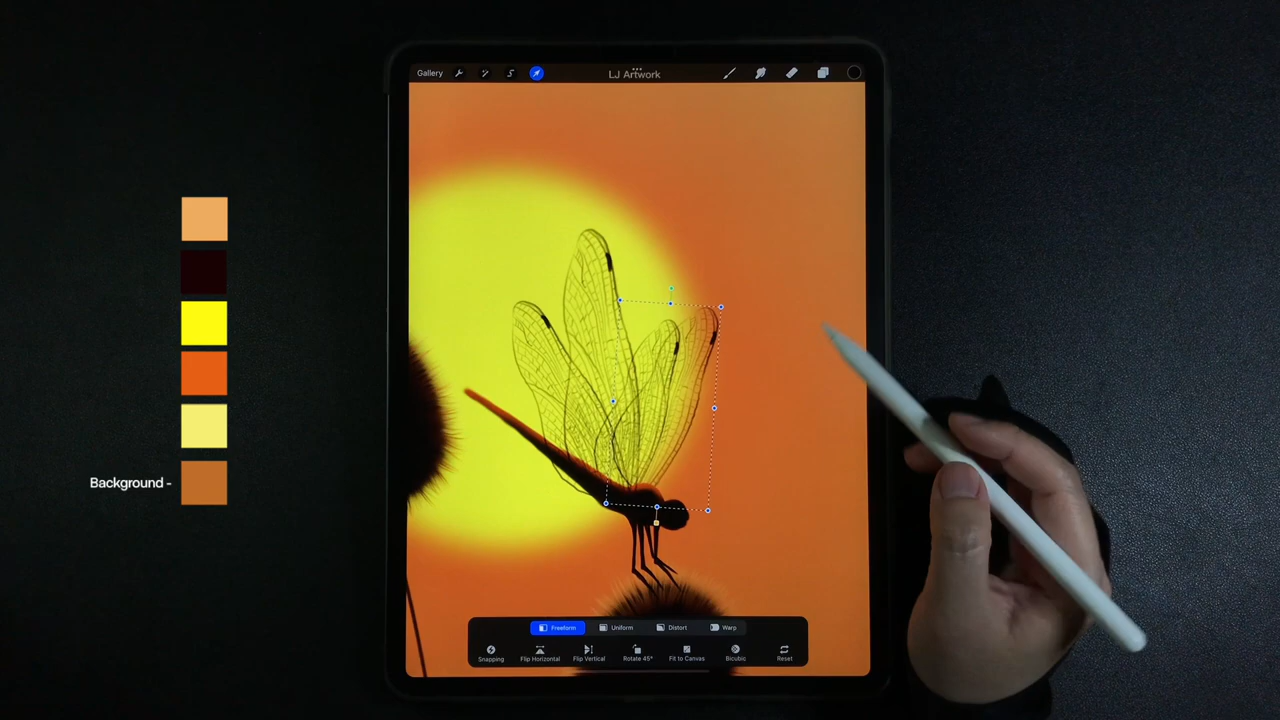 Gallery
LJ Artwork
Background -
Freeform Uniform Distort Warp
Snapping Flip Horizontal Flip Vertical Rotate 45° Fit to Canvas Bicubic Reset